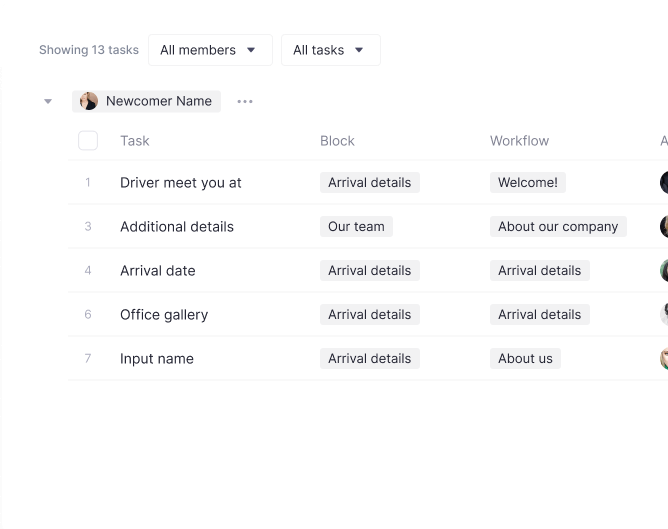 Showing 13 tasks All members All tasks
Newcomer Name
Task Block Workflow A
1 Driver meet you at Arrival details Welcome!
3 Additional details Our team About our company
4 Arrival date Arrival details Arrival details
6 Office gallery Arrival details Arrival details
7 Input name Arrival details About us